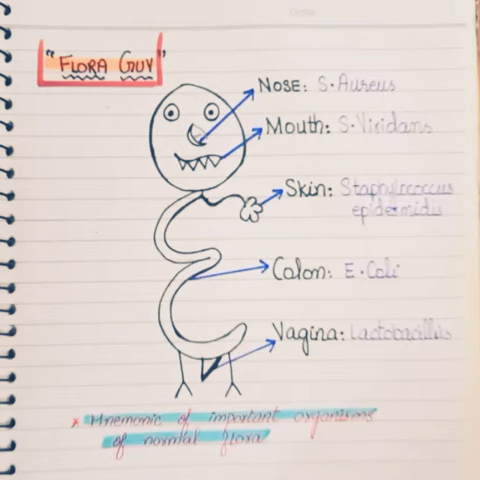 "FLORA GUY"
NOSE: S. Aureus
Mouth: S. Viridans
Skin: Staphylococcus
epidermidis
Colon: E. Coli
Vagina: Lactobacillus
* Mnemonic of important organisms
of normal flora